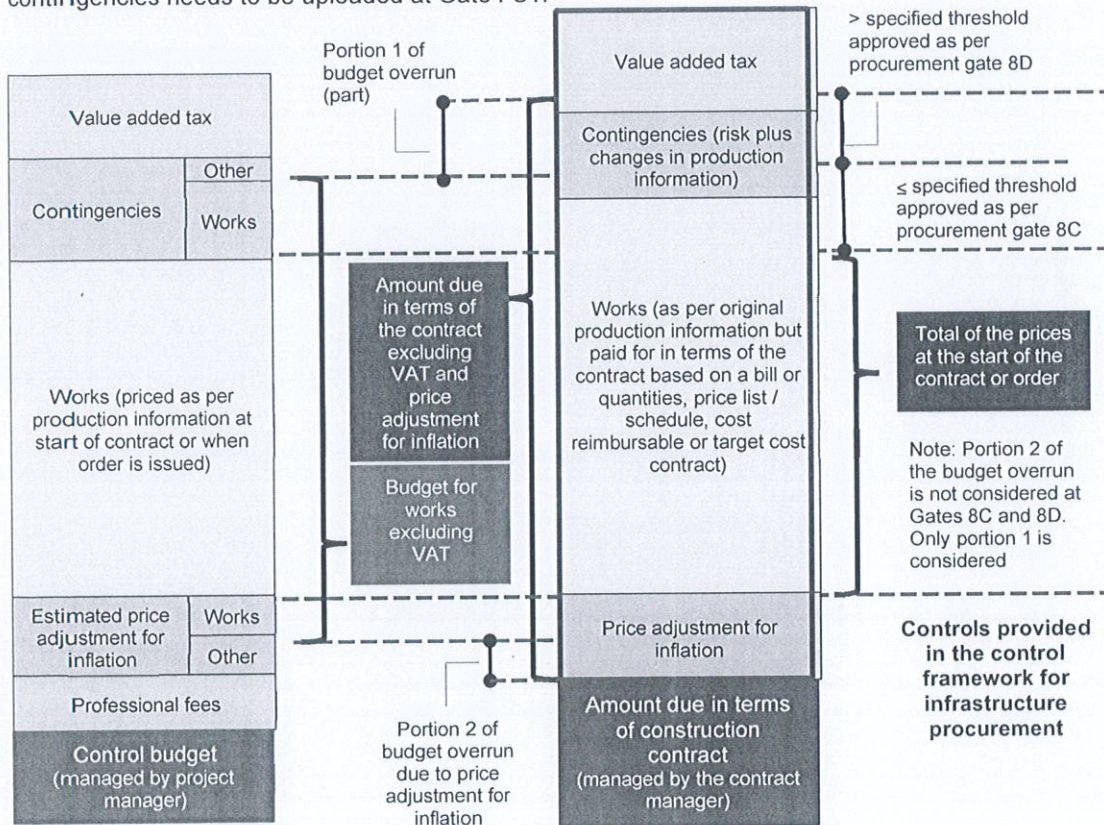 Value added tax
Other
Contingencies
Works
Works (priced as per
production information at
start of contract or when
order is issued)
Estimated price
adjustment for
inflation
Works
Other
Professional fees
Control budget
(managed by project
manager)
Portion 1 of
budget overrun
(part)
Amount due
in terms of
the contract
excluding
VAT and
price
adjustment
for inflation
Budget for
works
excluding
VAT
Portion 2 of
budget overrun
due to price
adjustment for
inflation
Value added tax
Contingencies (risk plus
changes in production
information)
Works (as per original
production information but
paid for in terms of the
contract based on a bill or
quantities, price list /
schedule, cost
reimbursable or target cost
contract)
Price adjustment for
inflation
Amount due in terms
of construction
contract
(managed by the contract
manager)
> specified threshold
approved as per
procurement gate 8D
≤ specified threshold
approved as per
procurement gate 8C
Total of the prices
at the start of the
contract or order
Note: Portion 2 of
the budget overrun
is not considered at
Gates 8C and 8D.
Only portion 1 is
considered
Controls provided
in the control
framework for
infrastructure
procurement